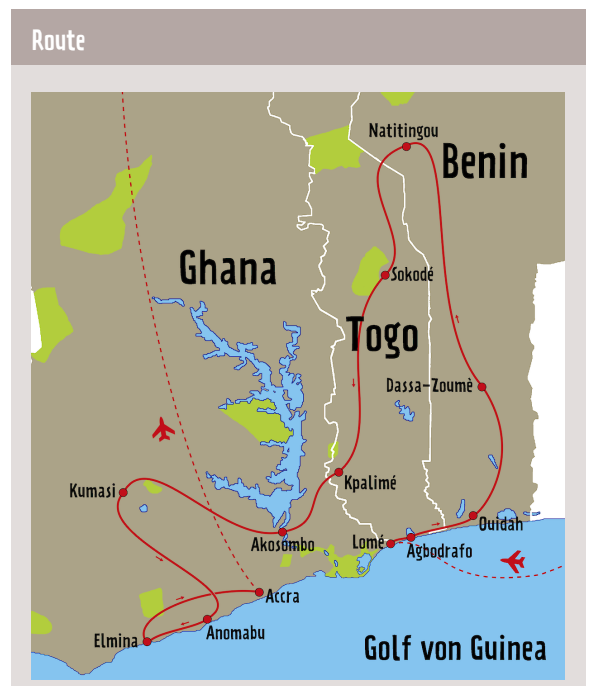 Route
Natitingou
Benin
Ghana
Sokodé
Togo
Dassa-Zoumè
Kumasi
Kpalimé
Ouidah
Akosombo
Lomé
Agbodrafo
Accra
Anomabu
Elmina
Golf von Guinea